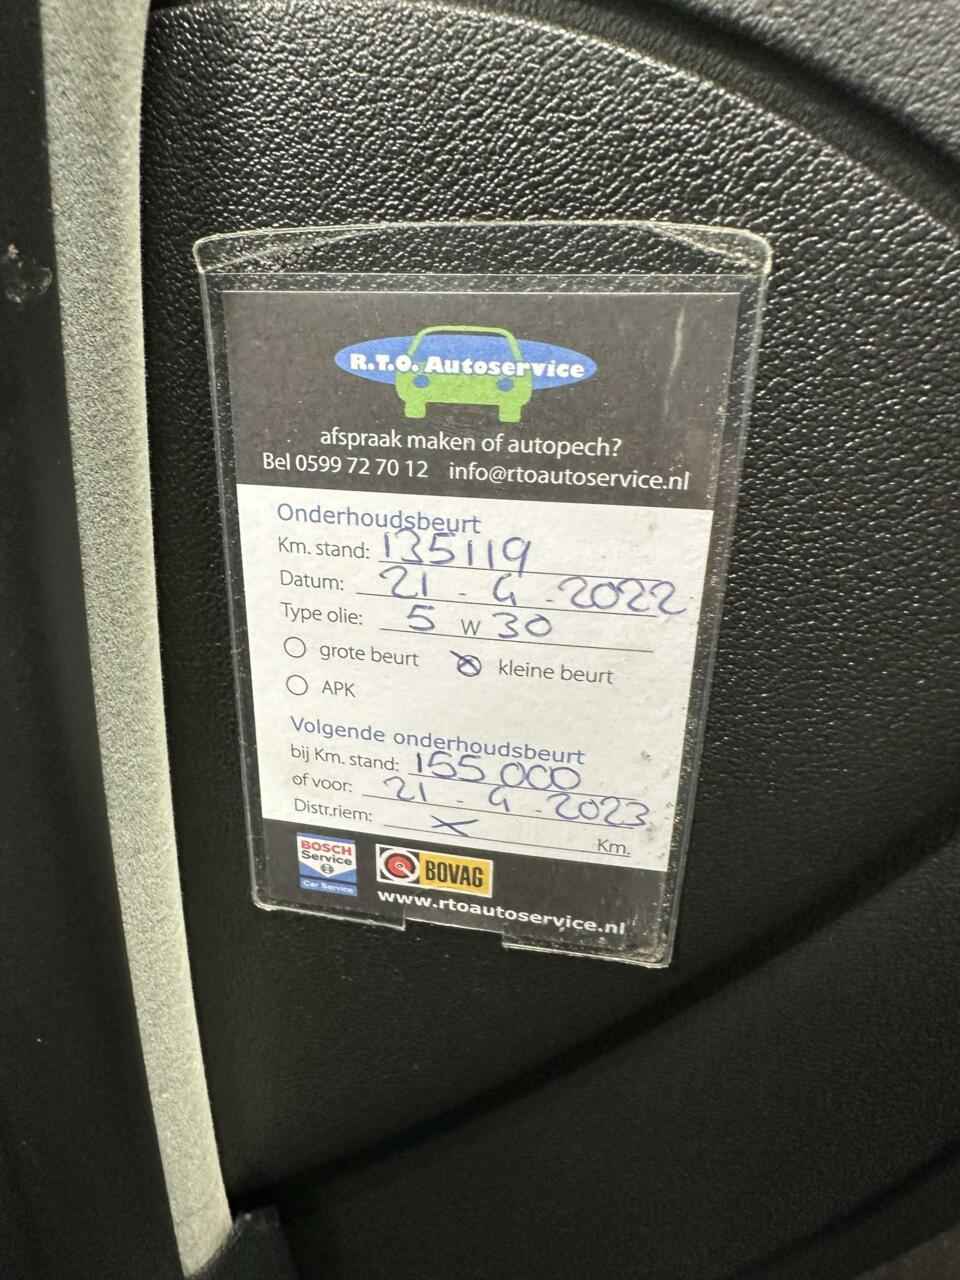 R.T.O. Autoservice
afspraak maken of autopech?
Bel 0599 72 70 12 info@rtoautoservice.nl
Onderhoudsbeurt
Km. stand: 135119
Datum: 21 - 4 - 2022
Type olie: 5 W 30
grote beurt kleine beurt
APK
Volgende onderhoudsbeurt
bij Km. stand: 155 000
of voor: 21 - 4 - 2023
Distr.riem: X Km.
BOSCH
Service
Car Service
BOVAG
www.rtoautoservice.nl